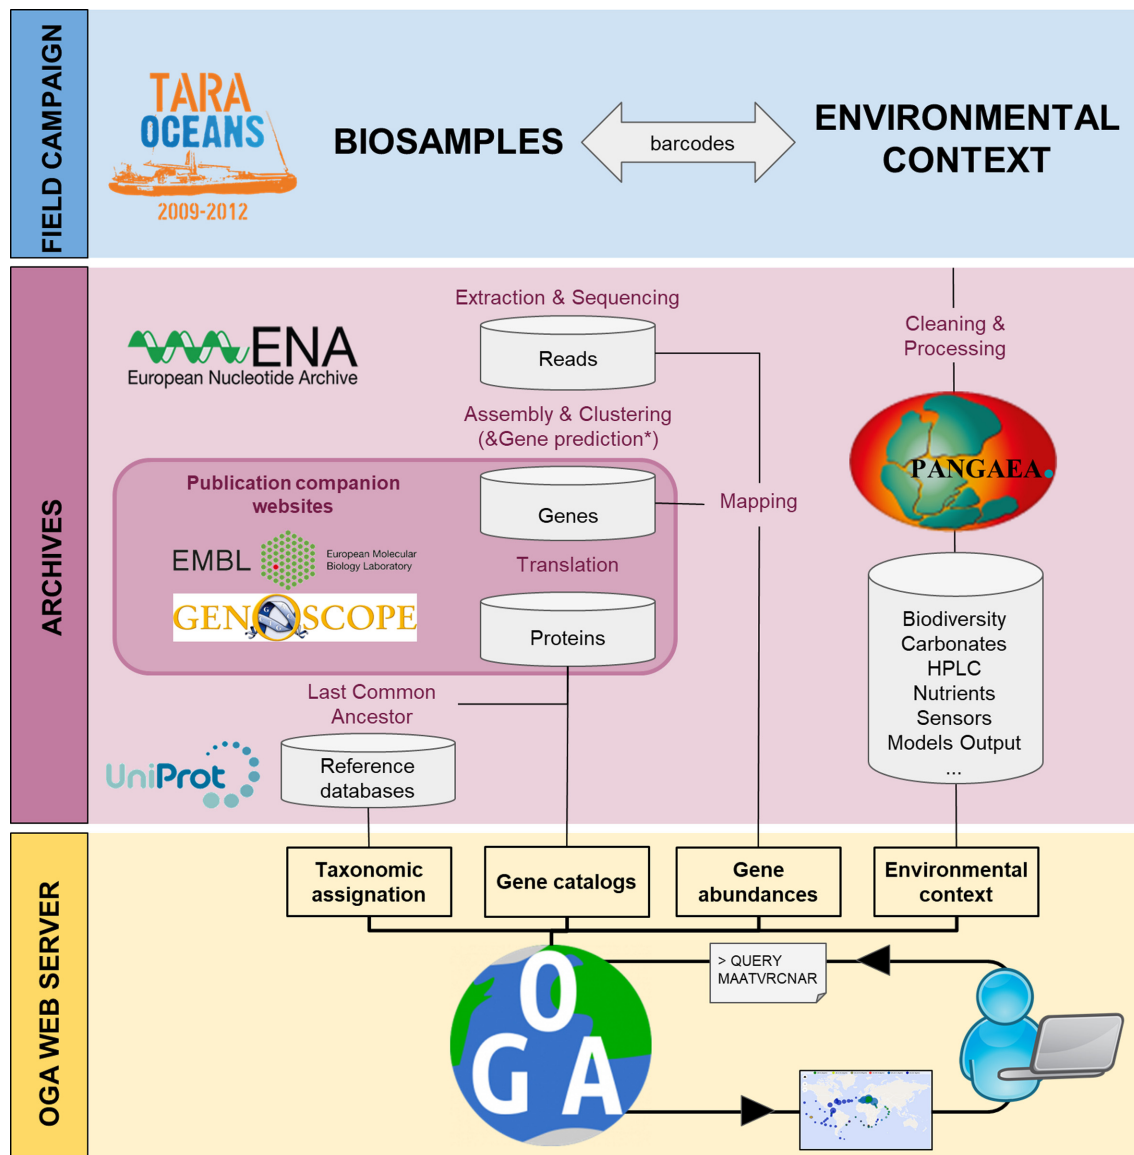 FIELD CAMPAIGN
TARA
OCEANS
2009-2012
BIOSAMPLES
barcodes
ENVIRONMENTAL
CONTEXT
ARCHIVES
Extraction & Sequencing
ENA
European Nucleotide Archive
Reads
Cleaning &
Processing
Assembly & Clustering
(&Gene prediction*)
PANGAEA.
Publication companion
websites
Genes
Mapping
EMBL
European Molecular
Biology Laboratory
Translation
GENOSCOPE
Proteins
Biodiversity
Carbonates
HPLC
Nutrients
Sensors
Models Output
...
Last Common
Ancestor
UniProt
Reference
databases
OGA WEB SERVER
Taxonomic
assignation
Gene catalogs
Gene
abundances
Environmental
context
O
G A
> QUERY
MAATVRCNAR